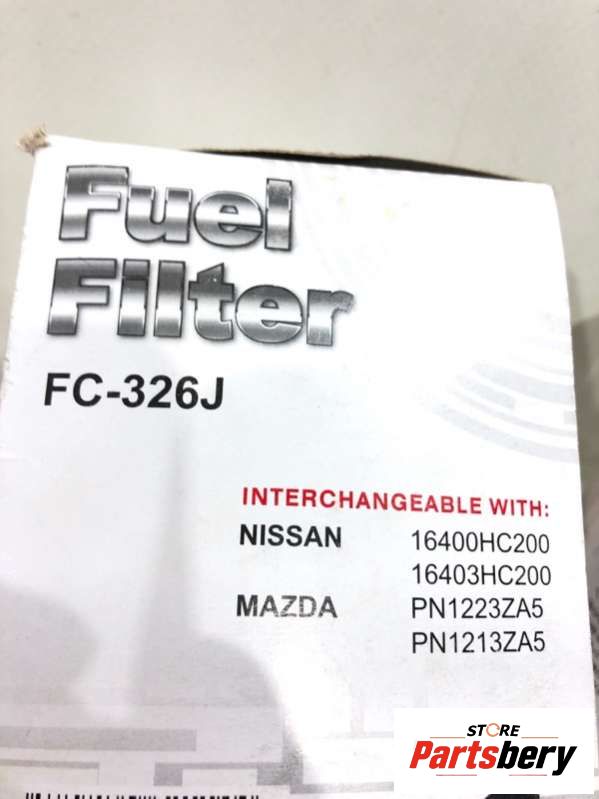 Fuel
Filter
FC-326J
INTERCHANGEABLE WITH:
NISSAN 16400HC200
16403HC200
MAZDA PN1223ZA5
PN1213ZA5
STORE
Partsbery